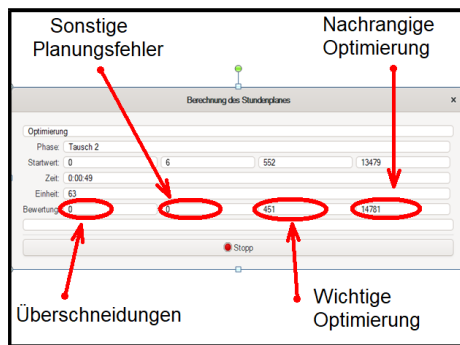 Sonstige
Planungsfehler
Nachrangige
Optimierung
Berechnung des Stundenplanes x
Optimierung
Phase: Tausch 2
Startwert: 0 6 552 13479
Zeit: 0:00:49
Einheit: 63
Bewertung: 0 0 451 14781
Stopp
Überschneidungen
Wichtige
Optimierung